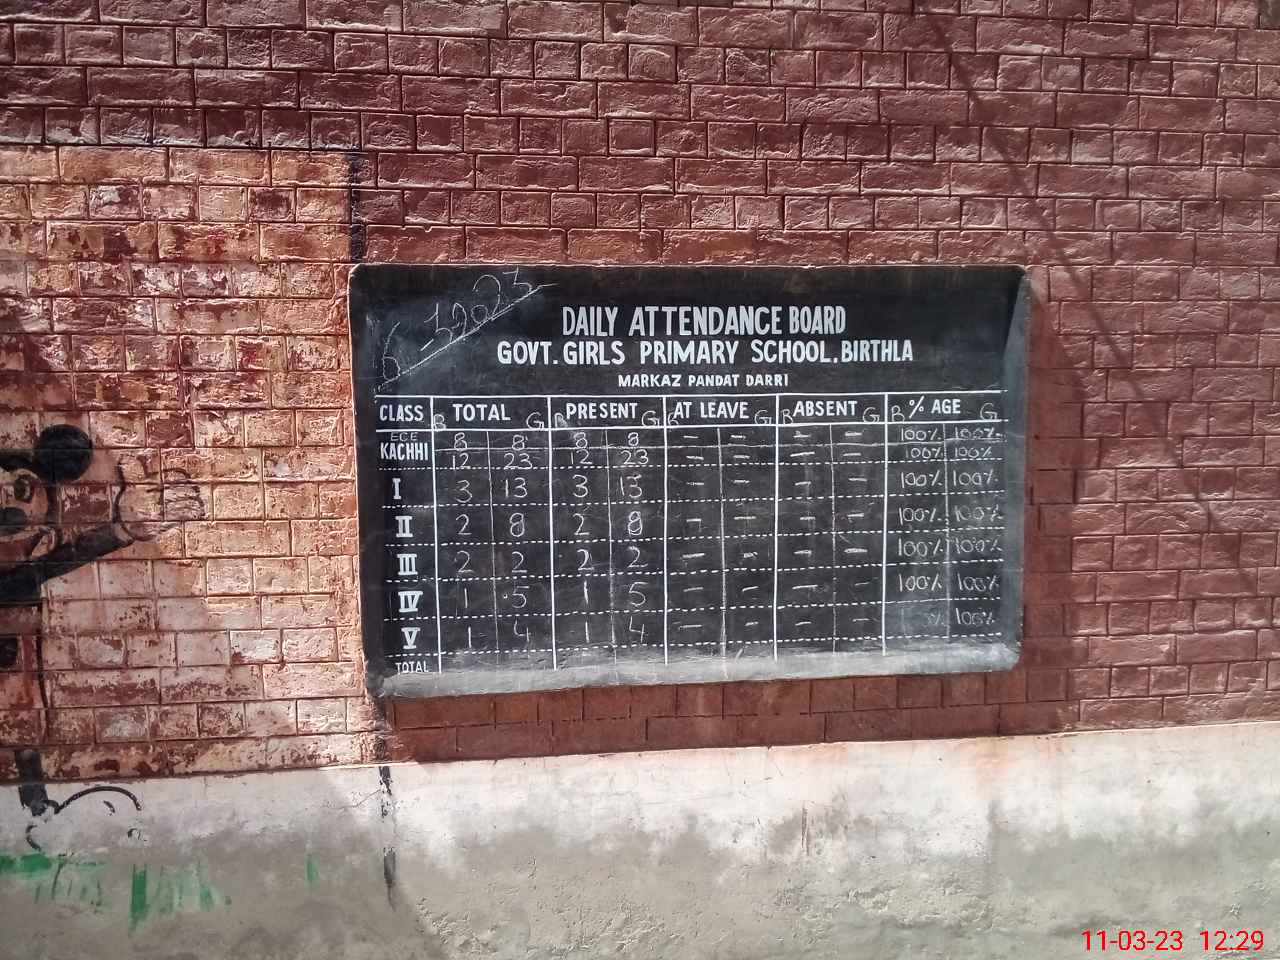 6-3-2023
DAILY ATTENDANCE BOARD
GOVT. GIRLS PRIMARY SCHOOL. BIRTHLA
MARKAZ PANDAT DARRI
CLASS TOTAL PRESENT AT LEAVE ABSENT % AGE
B G B G B G B G B G
ECE 8 8 8 8 - - - - 100% 100%
KACHHI 12 23 12 23 - - - - 100% 100%
I 3 13 3 13 - - - - 100% 100%
II 2 8 2 8 - - - - 100% 100%
III 2 2 2 2 - - - - 100% 100%
IV 1 5 1 5 - - - - 100% 100%
V 1 4 1 4 - - - - 100%
TOTAL
11-03-23 12:29